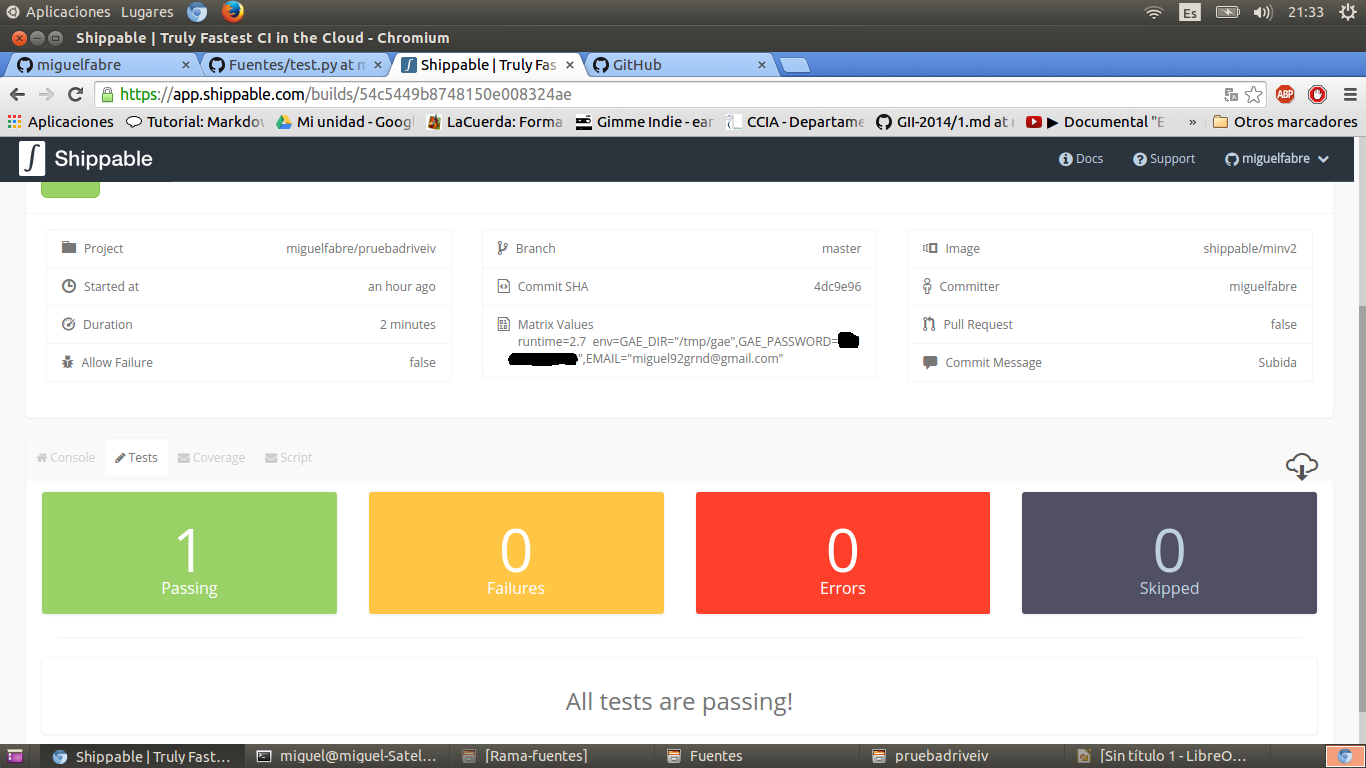 Aplicaciones Lugares Es 21:33
Shippable | Truly Fastest CI in the Cloud - Chromium
miguelfabre × Fuentes/test.py at m × Shippable | Truly Fas × GitHub ×
https://app.shippable.com/builds/54c5449b8748150e008324ae ABP
Aplicaciones Tutorial: Markdov Mi unidad - Googl LaCuerda: Forma Gimme Indie - ear CCIA - Departame GII-2014/1.md at r ▶ Documental "E » Otros marcadores
Shippable Docs Support miguelfabre
Project miguelfabre/pruebadriveiv
Started at an hour ago
Duration 2 minutes
Allow Failure false
Branch master
Commit SHA 4dc9e96
Matrix Values
runtime=2.7 env=GAE_DIR="/tmp/gae",GAE_PASSWORD=
",EMAIL="miguel92grnd@gmail.com"
Image shippable/minv2
Committer miguelfabre
Pull Request false
Commit Message Subida
Console Tests Coverage Script
1
Passing
0
Failures
0
Errors
0
Skipped
All tests are passing!
Shippable | Truly Fast... miguel@miguel-Satel... [Rama-fuentes] Fuentes pruebadriveiv [Sin título 1 - LibreO...